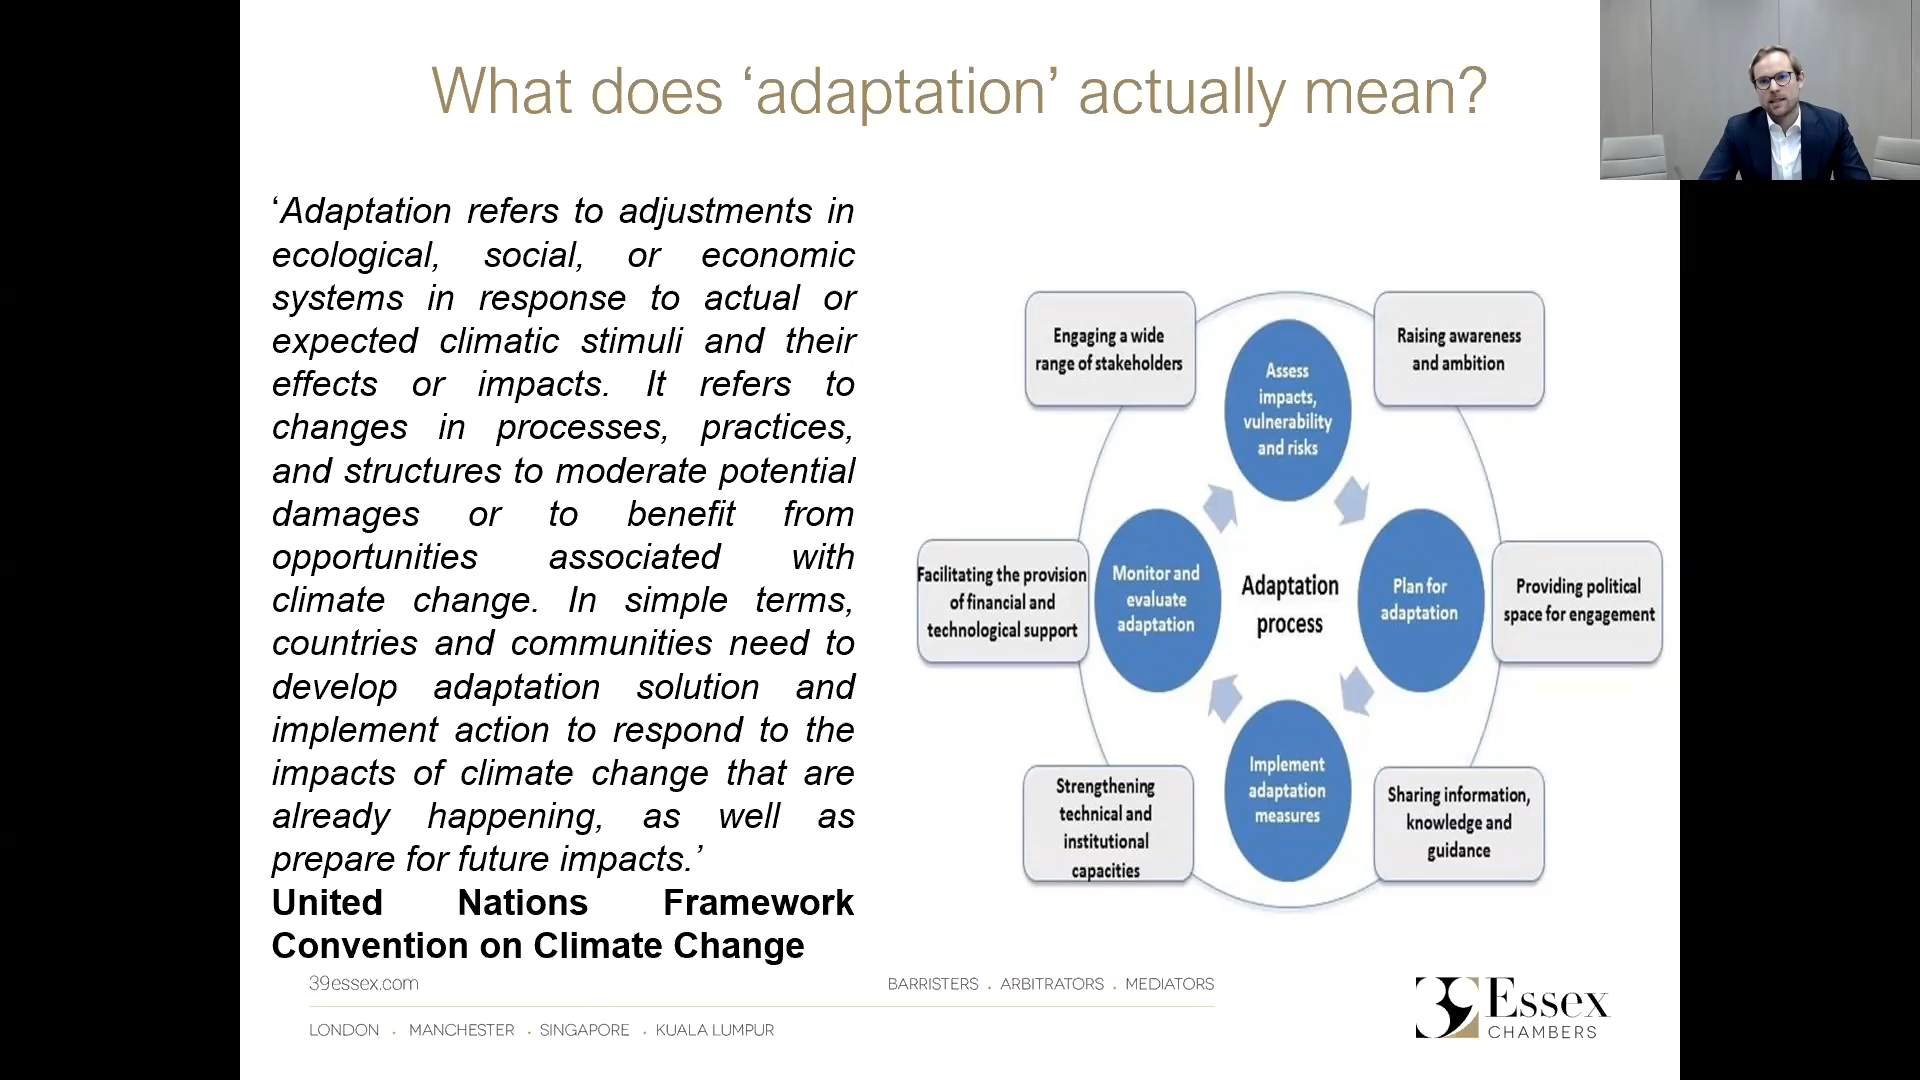 What does ‘adaptation’ actually mean?
‘Adaptation refers to adjustments in
ecological, social, or economic
systems in response to actual or
expected climatic stimuli and their
effects or impacts. It refers to
changes in processes, practices,
and structures to moderate potential
damages or to benefit from
opportunities associated with
climate change. In simple terms,
countries and communities need to
develop adaptation solution and
implement action to respond to the
impacts of climate change that are
already happening, as well as
prepare for future impacts.’
United Nations Framework
Convention on Climate Change
Engaging a wide
range of stakeholders
Assess
impacts,
vulnerability
and risks
Raising awareness
and ambition
Facilitating the provision
of financial and
technological support
Monitor and
evaluate
adaptation
Adaptation
process
Plan for
adaptation
Providing political
space for engagement
Strengthening
technical and
institutional
capacities
Implement
adaptation
measures
Sharing information,
knowledge and
guidance
39essex.com
BARRISTERS . ARBITRATORS . MEDIATORS
LONDON . MANCHESTER . SINGAPORE . KUALA LUMPUR
39 Essex
CHAMBERS